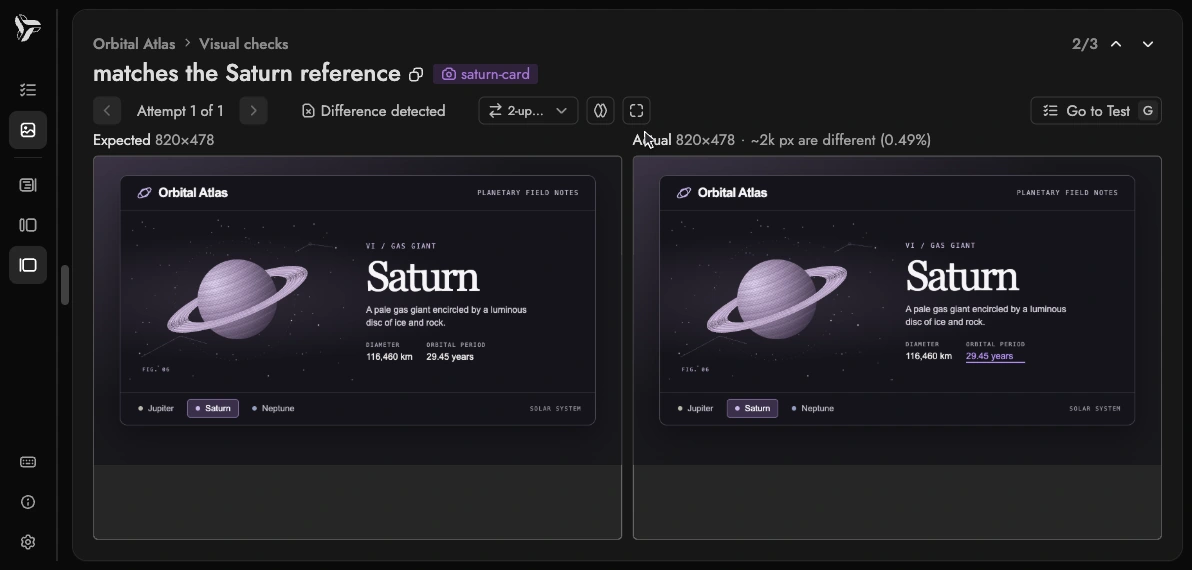 Orbital Atlas > Visual checks
2/3
matches the Saturn reference
saturn-card
Attempt 1 of 1
Difference detected
2-up...
Go to Test G
Expected 820×478
Orbital Atlas
PLANETARY FIELD NOTES
VI / GAS GIANT
Saturn
A pale gas giant encircled by a luminous
disc of ice and rock.
DIAMETER ORBITAL PERIOD
116,460 km 29.45 years
FIG. 06
Jupiter Saturn Neptune
SOLAR SYSTEM
820×478 · ~2k px are different (0.49%)
Orbital Atlas
PLANETARY FIELD NOTES
VI / GAS GIANT
Saturn
A pale gas giant encircled by a luminous
disc of ice and rock.
DIAMETER ORBITAL PERIOD
116,460 km 29.45 years
FIG. 06
Jupiter Saturn Neptune
SOLAR SYSTEM